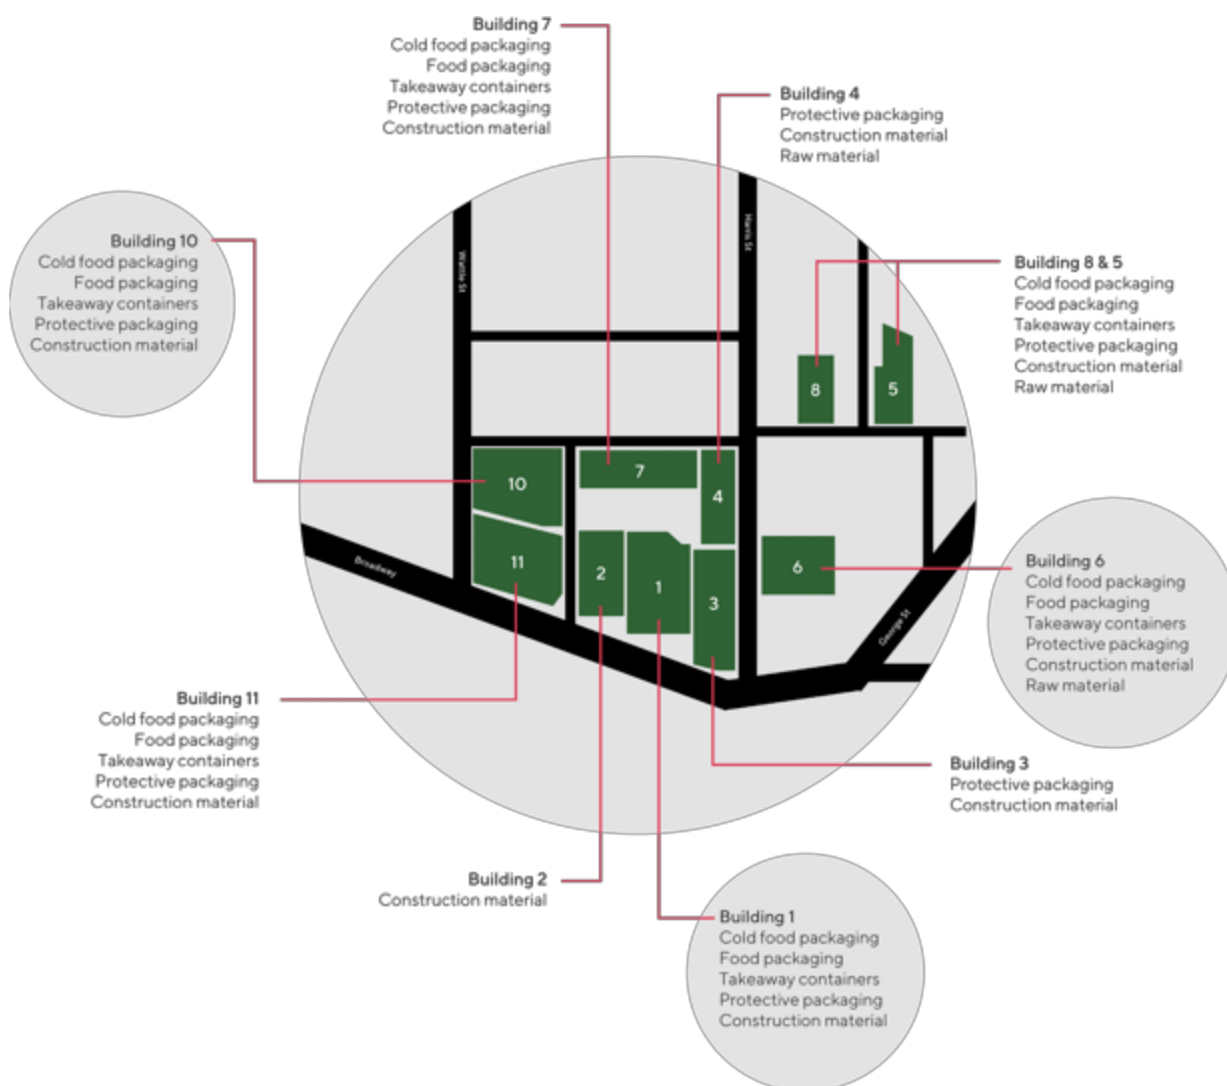 Building 7
Cold food packaging
Food packaging
Takeaway containers
Protective packaging
Construction material
Building 4
Protective packaging
Construction material
Raw material
Building 10
Cold food packaging
Food packaging
Takeaway containers
Protective packaging
Construction material
Building 8 & 5
Cold food packaging
Food packaging
Takeaway containers
Protective packaging
Construction material
Raw material
Wattle St
Harris St
8
5
7
10
4
11
2
1
3
6
Broadway
George St
Building 6
Cold food packaging
Food packaging
Takeaway containers
Protective packaging
Construction material
Raw material
Building 11
Cold food packaging
Food packaging
Takeaway containers
Protective packaging
Construction material
Building 3
Protective packaging
Construction material
Building 2
Construction material
Building 1
Cold food packaging
Food packaging
Takeaway containers
Protective packaging
Construction material